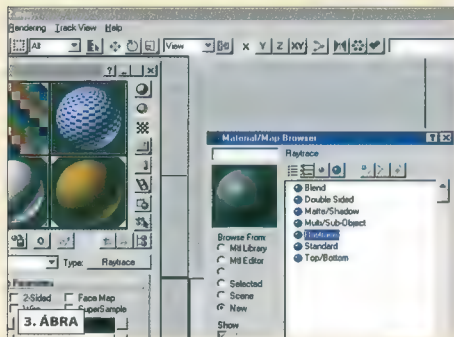 Rendering Track View Help
All
View
X Y Z XY
Material/Map Browser
Raytrace
Blend
Double Sided
Matte/Shadow
Multi/Sub-Object
Raytrace
Standard
Top/Bottom
Browse From:
Mtl Library
Mtl Editor
Selected
Scene
New
Show
Type: Raytrace
Parameters
2-Sided Face Map
SuperSample
3. ÁBRA